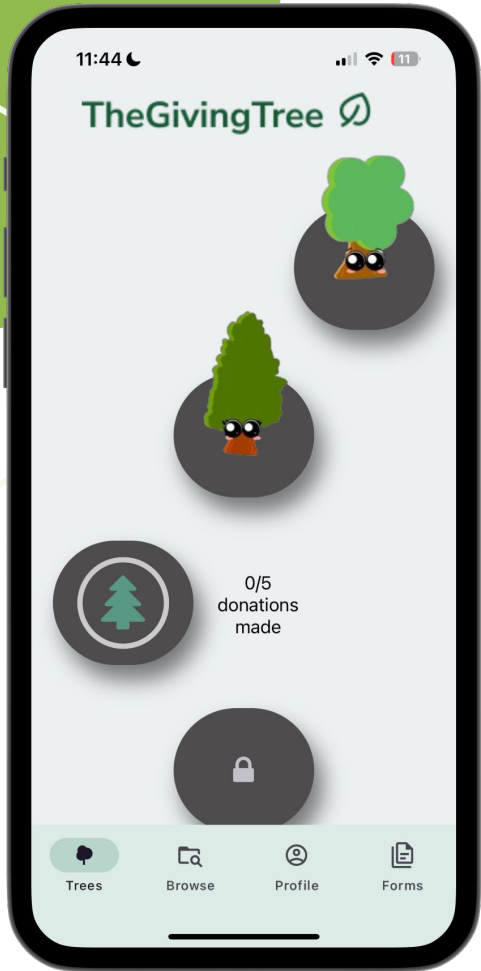 11:44
11
TheGivingTree
0/5
donations
made
Trees
Browse
Profile
Forms